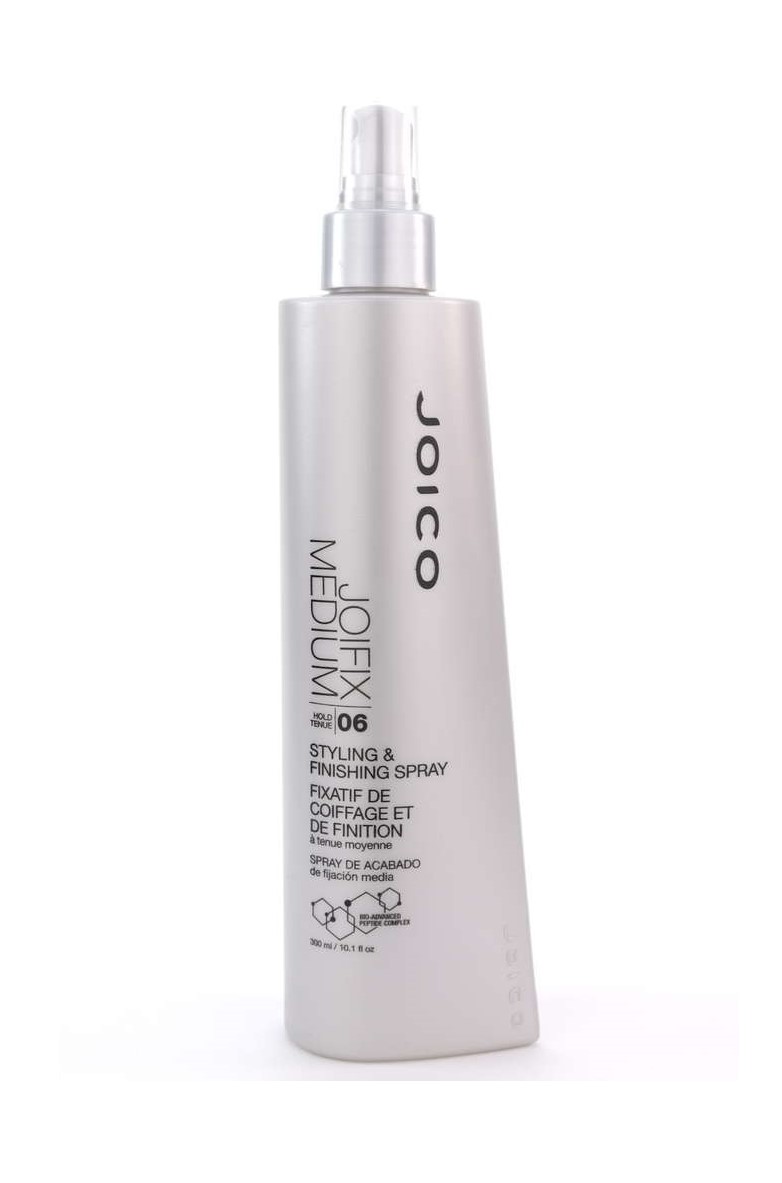 JOICO
JOIFIX
MEDIUM
HOLD
TENUE
06
STYLING &
FINISHING SPRAY
FIXATIF DE
COIFFAGE ET
DE FINITION
à tenue moyenne
SPRAY DE ACABADO
de fijación media
BIO-ADVANCED
PEPTIDE COMPLEX
300 ml / 10.1 fl oz
JOICO